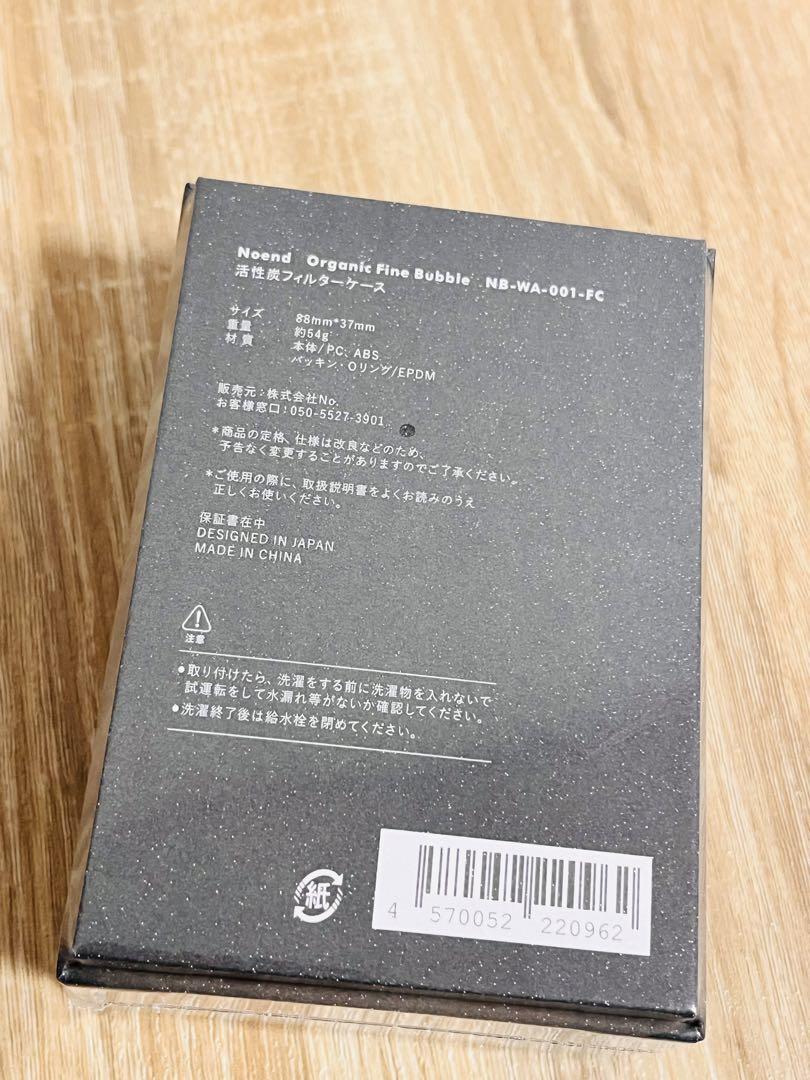 Noend Organic Fine Bubble NB-WA-001-FC
活性炭フィルターケース
サイズ 88mm*37mm
重量 約54g
材質 本体/PC、ABS
パッキン・Oリング/EPDM
販売元:株式会社No.
お客様窓口!050-5527-3901
*商品の定格、仕様は改良などのため、
予告なく変更することがありますのでご了承ください。
*ご使用の際に、取扱説明書をよくお読みのうえ
正しくお使いください。
保証書在中
DESIGNED IN JAPAN
MADE IN CHINA
注意
●取り付けたら、洗濯をする前に洗濯物を入れないで
試運転をして水漏れ等がないか確認してください。
●洗濯終了後は給水栓を閉めてください。
紙
4 570052 220962